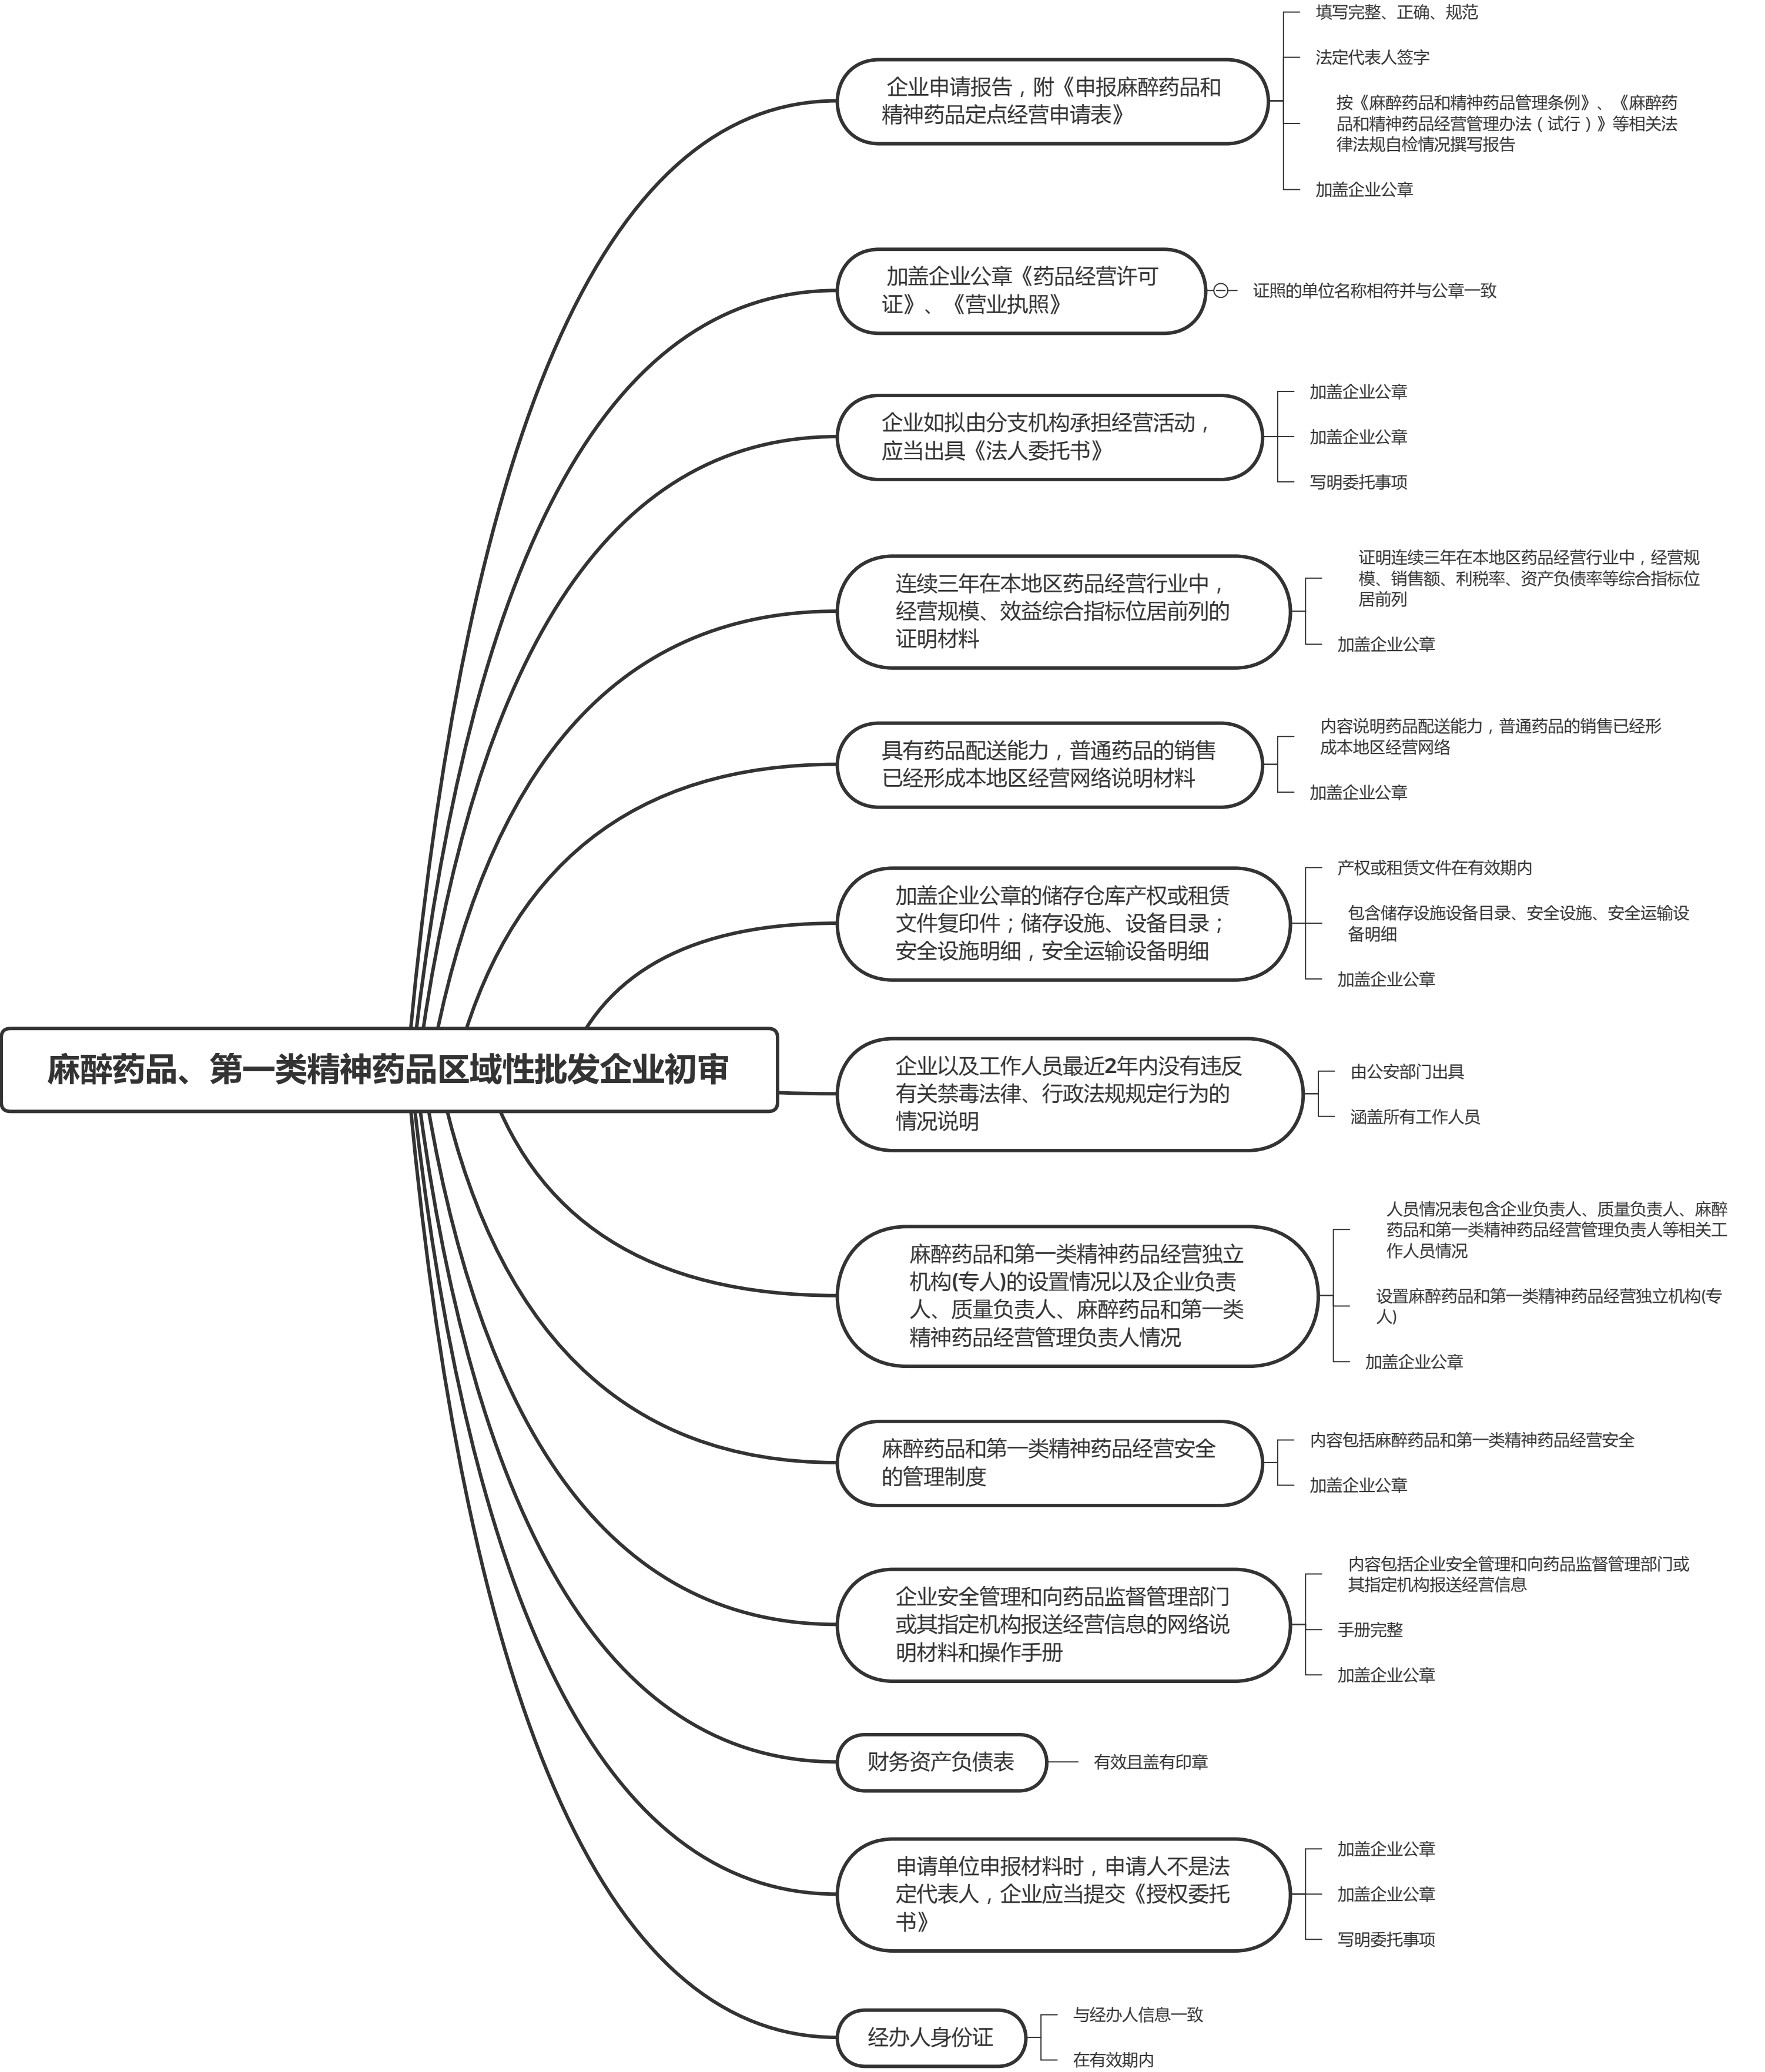 麻醉药品、第一类精神药品区域性批发企业初审
企业申请报告，附《申报麻醉药品和
精神药品定点经营申请表》
填写完整、正确、规范
法定代表人签字
按《麻醉药品和精神药品管理条例》、《麻醉药
品和精神药品经营管理办法（试行）》等相关法
律法规自检情况撰写报告
加盖企业公章
加盖企业公章《药品经营许可
证》、《营业执照》
证照的单位名称相符并与公章一致
企业如拟由分支机构承担经营活动，
应当出具《法人委托书》
加盖企业公章
加盖企业公章
写明委托事项
连续三年在本地区药品经营行业中，
经营规模、效益综合指标位居前列的
证明材料
证明连续三年在本地区药品经营行业中，经营规
模、销售额、利税率、资产负债率等综合指标位
居前列
加盖企业公章
具有药品配送能力，普通药品的销售
已经形成本地区经营网络说明材料
内容说明药品配送能力，普通药品的销售已经形
成本地区经营网络
加盖企业公章
加盖企业公章的储存仓库产权或租赁
文件复印件；储存设施、设备目录；
安全设施明细，安全运输设备明细
产权或租赁文件在有效期内
包含储存设施设备目录、安全设施、安全运输设
备明细
加盖企业公章
企业以及工作人员最近2年内没有违反
有关禁毒法律、行政法规规定行为的
情况说明
由公安部门出具
涵盖所有工作人员
麻醉药品和第一类精神药品经营独立
机构(专人)的设置情况以及企业负责
人、质量负责人、麻醉药品和第一类
精神药品经营管理负责人情况
人员情况表包含企业负责人、质量负责人、麻醉
药品和第一类精神药品经营管理负责人等相关工
作人员情况
设置麻醉药品和第一类精神药品经营独立机构(专
人)
加盖企业公章
麻醉药品和第一类精神药品经营安全
的管理制度
内容包括麻醉药品和第一类精神药品经营安全
加盖企业公章
企业安全管理和向药品监督管理部门
或其指定机构报送经营信息的网络说
明材料和操作手册
内容包括企业安全管理和向药品监督管理部门或
其指定机构报送经营信息
手册完整
加盖企业公章
财务资产负债表
有效且盖有印章
申请单位申报材料时，申请人不是法
定代表人，企业应当提交《授权委托
书》
加盖企业公章
加盖企业公章
写明委托事项
经办人身份证
与经办人信息一致
在有效期内